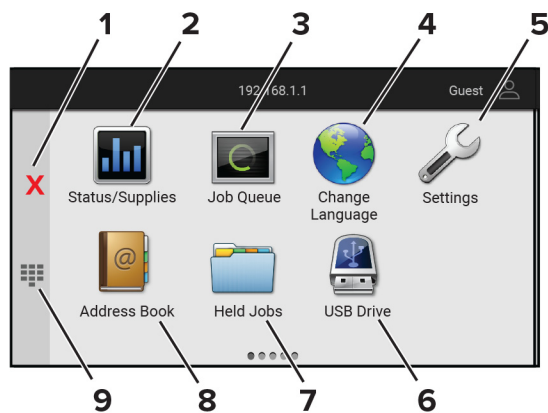 1 2 3 4 5
192.168.1.1 Guest
X
Status/Supplies Job Queue Change Language Settings
@
Address Book Held Jobs USB Drive
9 8 7 6